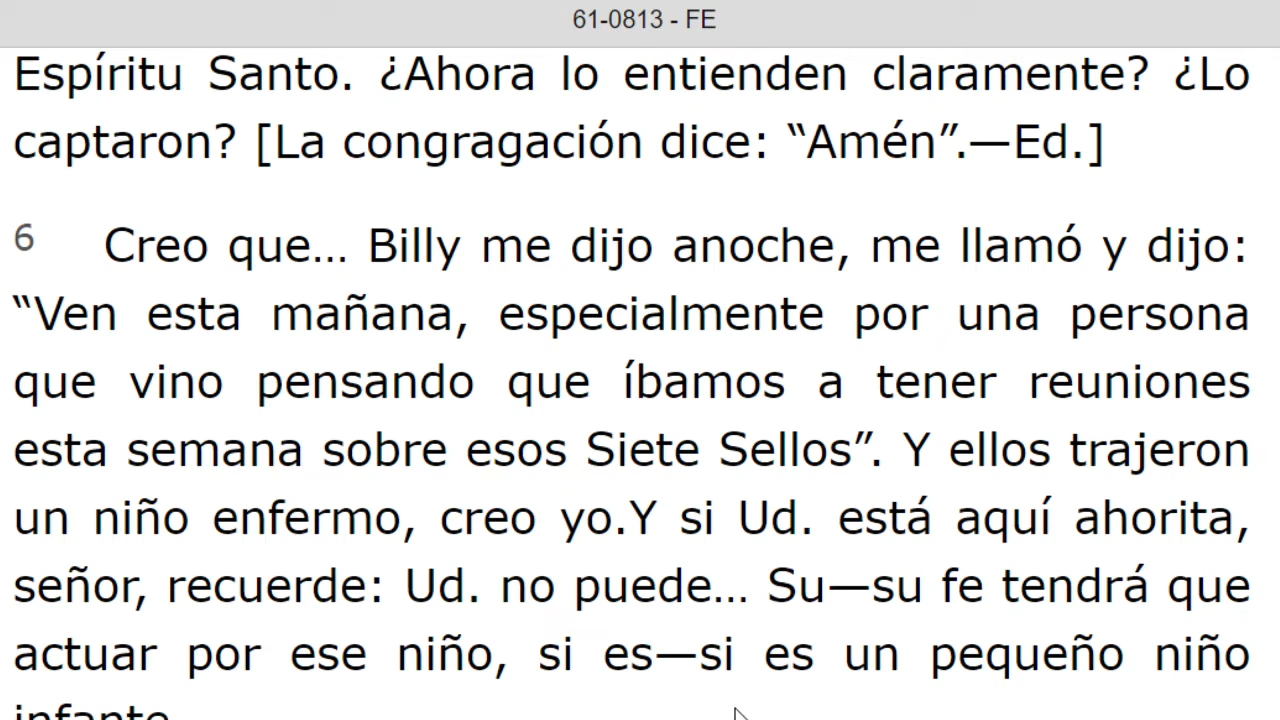 61-0813 - FE
Espíritu Santo. ¿Ahora lo entienden claramente? ¿Lo
captaron? [La congragación dice: “Amén”.—Ed.]
6 Creo que… Billy me dijo anoche, me llamó y dijo:
“Ven esta mañana, especialmente por una persona
que vino pensando que íbamos a tener reuniones
esta semana sobre esos Siete Sellos”. Y ellos trajeron
un niño enfermo, creo yo.Y si Ud. está aquí ahorita,
señor, recuerde: Ud. no puede… Su—su fe tendrá que
actuar por ese niño, si es—si es un pequeño niño
infante